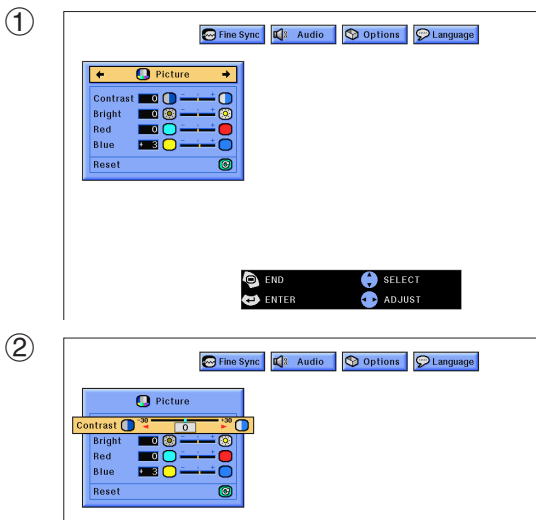 ①
Fine Sync Audio Options Language
Picture
Contrast 0 - +
Bright 0 - +
Red 0 - +
Blue + 3 - +
Reset
END SELECT
ENTER ADJUST
②
Fine Sync Audio Options Language
Picture
Contrast -30 0 +30
Bright 0 - +
Red 0 - +
Blue + 3 - +
Reset